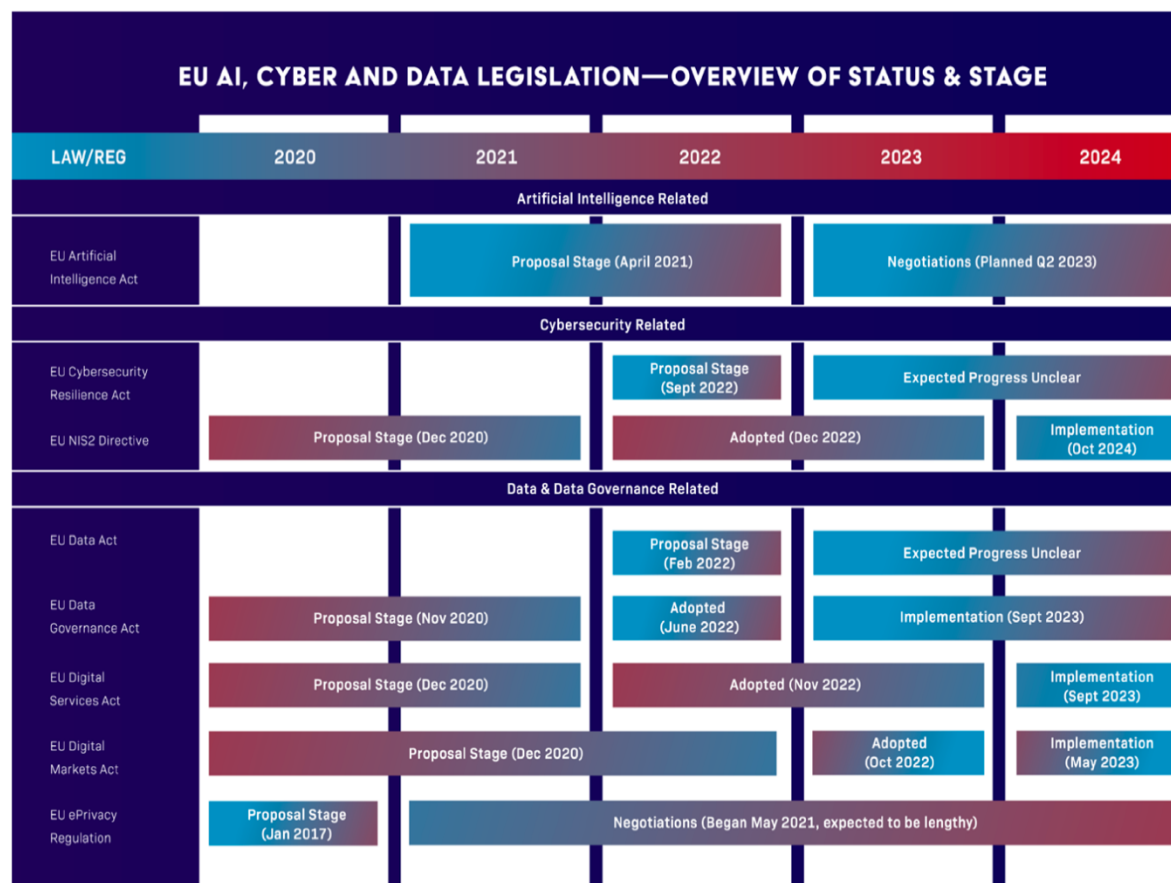 EU AI, CYBER AND DATA LEGISLATION—OVERVIEW OF STATUS & STAGE
LAW/REG 2020 2021 2022 2023 2024
Artificial Intelligence Related
EU Artificial
Intelligence Act
Proposal Stage (April 2021)
Negotiations (Planned Q2 2023)
Cybersecurity Related
EU Cybersecurity
Resilience Act
Proposal Stage
(Sept 2022)
Expected Progress Unclear
EU NIS2 Directive
Proposal Stage (Dec 2020)
Adopted (Dec 2022)
Implementation
(Oct 2024)
Data & Data Governance Related
EU Data Act
Proposal Stage
(Feb 2022)
Expected Progress Unclear
EU Data
Governance Act
Proposal Stage (Nov 2020)
Adopted
(June 2022)
Implementation (Sept 2023)
EU Digital
Services Act
Proposal Stage (Dec 2020)
Adopted (Nov 2022)
Implementation
(Sept 2023)
EU Digital
Markets Act
Proposal Stage (Dec 2020)
Adopted
(Oct 2022)
Implementation
(May 2023)
EU ePrivacy
Regulation
Proposal Stage
(Jan 2017)
Negotiations (Began May 2021, expected to be lengthy)